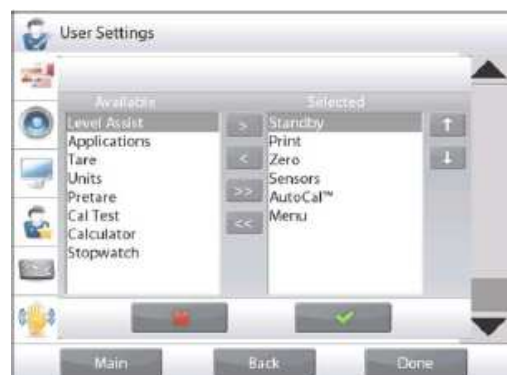 User Settings
Available
Selected
Level Assist
Applications
Tare
Units
Pretare
Cal Test
Calculator
Stopwatch
>
<
>>
<<
Standby
Print
Zero
Sensors
AutoCal™
Menu
Main
Back
Done